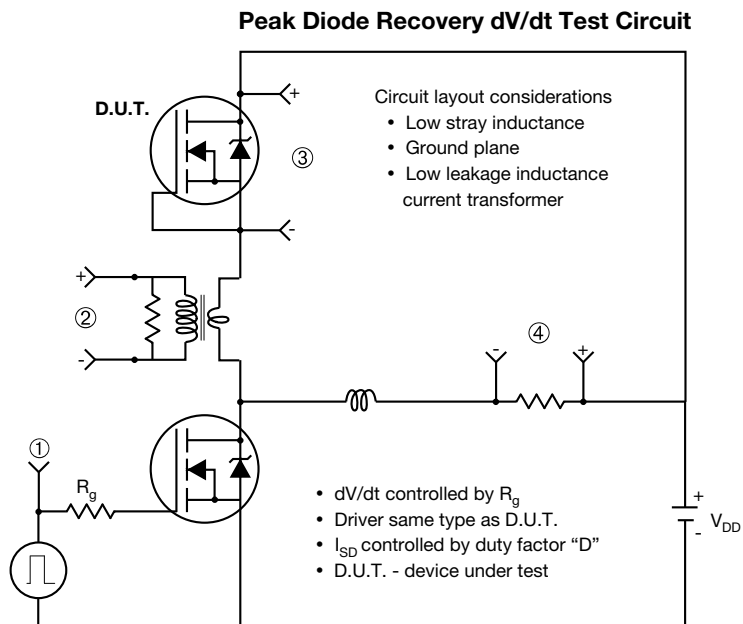 Peak Diode Recovery dV/dt Test Circuit
D.U.T.
+
Circuit layout considerations
• Low stray inductance
• Ground plane
• Low leakage inductance
current transformer
③
-
+
②
-
-
④
+
①
Rg
• dV/dt controlled by Rg
• Driver same type as D.U.T.
• ISD controlled by duty factor “D”
• D.U.T. - device under test
+
VDD
-